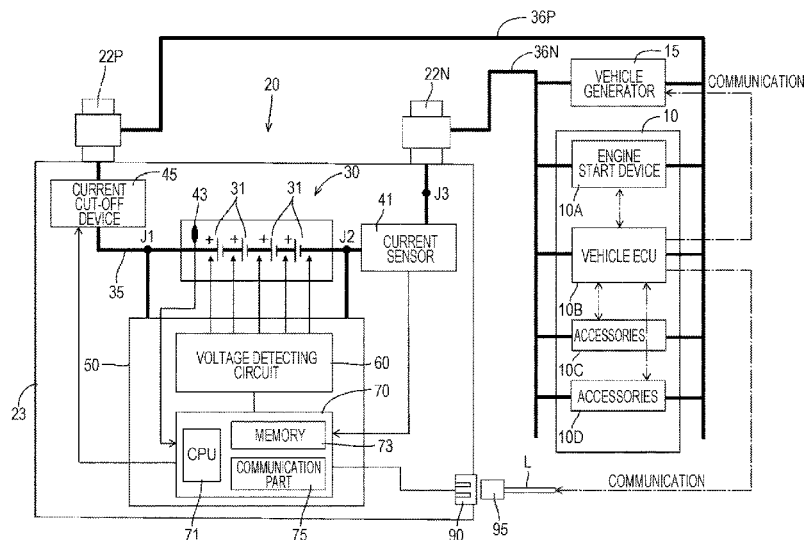 36P
22P
22N
36N
15
20
VEHICLE
GENERATOR
COMMUNICATION
10
45
CURRENT
CUT-OFF
DEVICE
43
31
31
30
41
J3
ENGINE
START DEVICE
10A
J1
+ + + +
J2
CURRENT
SENSOR
VEHICLE ECU
35
10B
50
VOLTAGE DETECTING
CIRCUIT
60
ACCESSORIES
10C
23
70
ACCESSORIES
10D
CPU
MEMORY
73
COMMUNICATION
PART
L
COMMUNICATION
71
75
90
95